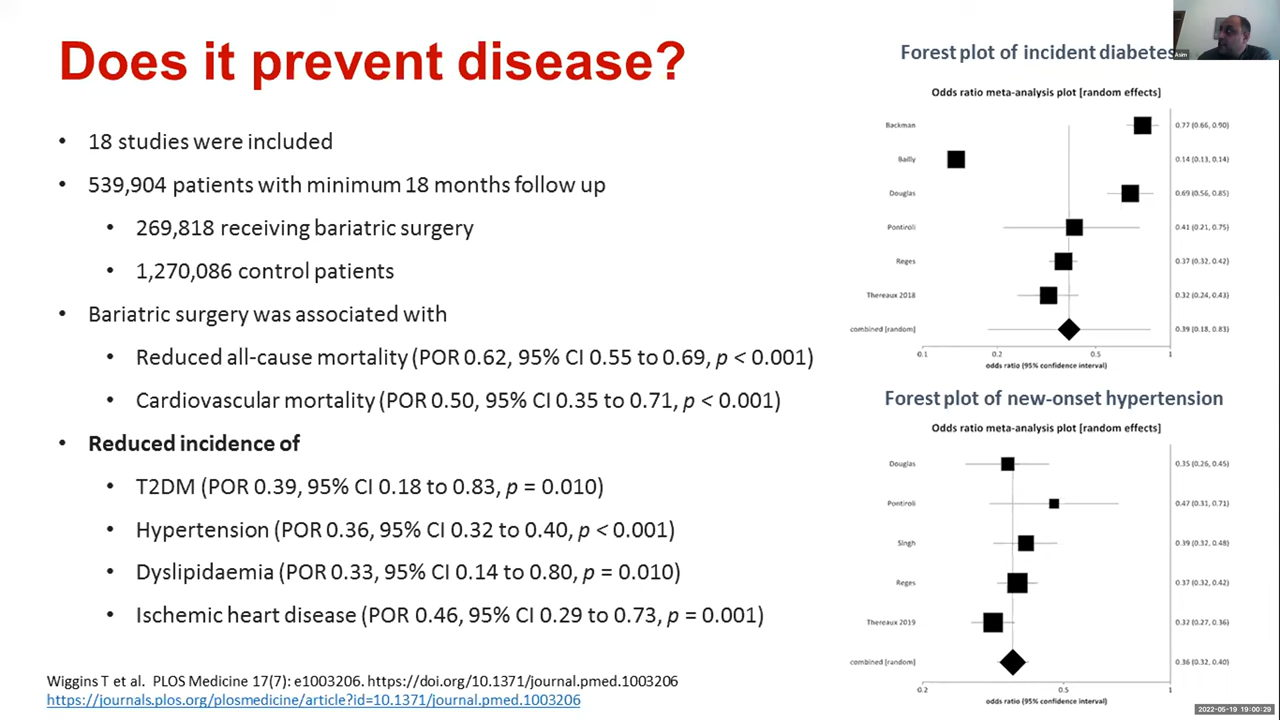 Does it prevent disease?
• 18 studies were included
• 539,904 patients with minimum 18 months follow up
• 269,818 receiving bariatric surgery
• 1,270,086 control patients
• Bariatric surgery was associated with
• Reduced all-cause mortality (POR 0.62, 95% CI 0.55 to 0.69, p < 0.001)
• Cardiovascular mortality (POR 0.50, 95% CI 0.35 to 0.71, p < 0.001)
• Reduced incidence of
• T2DM (POR 0.39, 95% CI 0.18 to 0.83, p = 0.010)
• Hypertension (POR 0.36, 95% CI 0.32 to 0.40, p < 0.001)
• Dyslipidaemia (POR 0.33, 95% CI 0.14 to 0.80, p = 0.010)
• Ischemic heart disease (POR 0.46, 95% CI 0.29 to 0.73, p = 0.001)
Wiggins T et al. PLOS Medicine 17(7): e1003206. https://doi.org/10.1371/journal.pmed.1003206
https://journals.plos.org/plosmedicine/article?id=10.1371/journal.pmed.1003206
Asim
Forest plot of incident diabetes
Odds ratio meta-analysis plot [random effects]
Backman 0.77 (0.66, 0.90)
Bailly 0.14 (0.13, 0.14)
Douglas 0.69 (0.56, 0.85)
Pontiroli 0.41 (0.21, 0.75)
Reges 0.37 (0.32, 0.42)
Thereaux 2018 0.32 (0.24, 0.43)
combined [random] 0.39 (0.18, 0.83)
0.1 0.2 0.5 1
odds ratio (95% confidence interval)
Forest plot of new-onset hypertension
Odds ratio meta-analysis plot [random effects]
Douglas 0.35 (0.26, 0.45)
Pontiroli 0.47 (0.31, 0.71)
Singh 0.39 (0.32, 0.48)
Reges 0.37 (0.32, 0.42)
Thereaux 2019 0.32 (0.27, 0.36)
combined [random] 0.36 (0.32, 0.40)
0.2 0.5 1
odds ratio (95% confidence interval)
2022-05-19 19:00:29